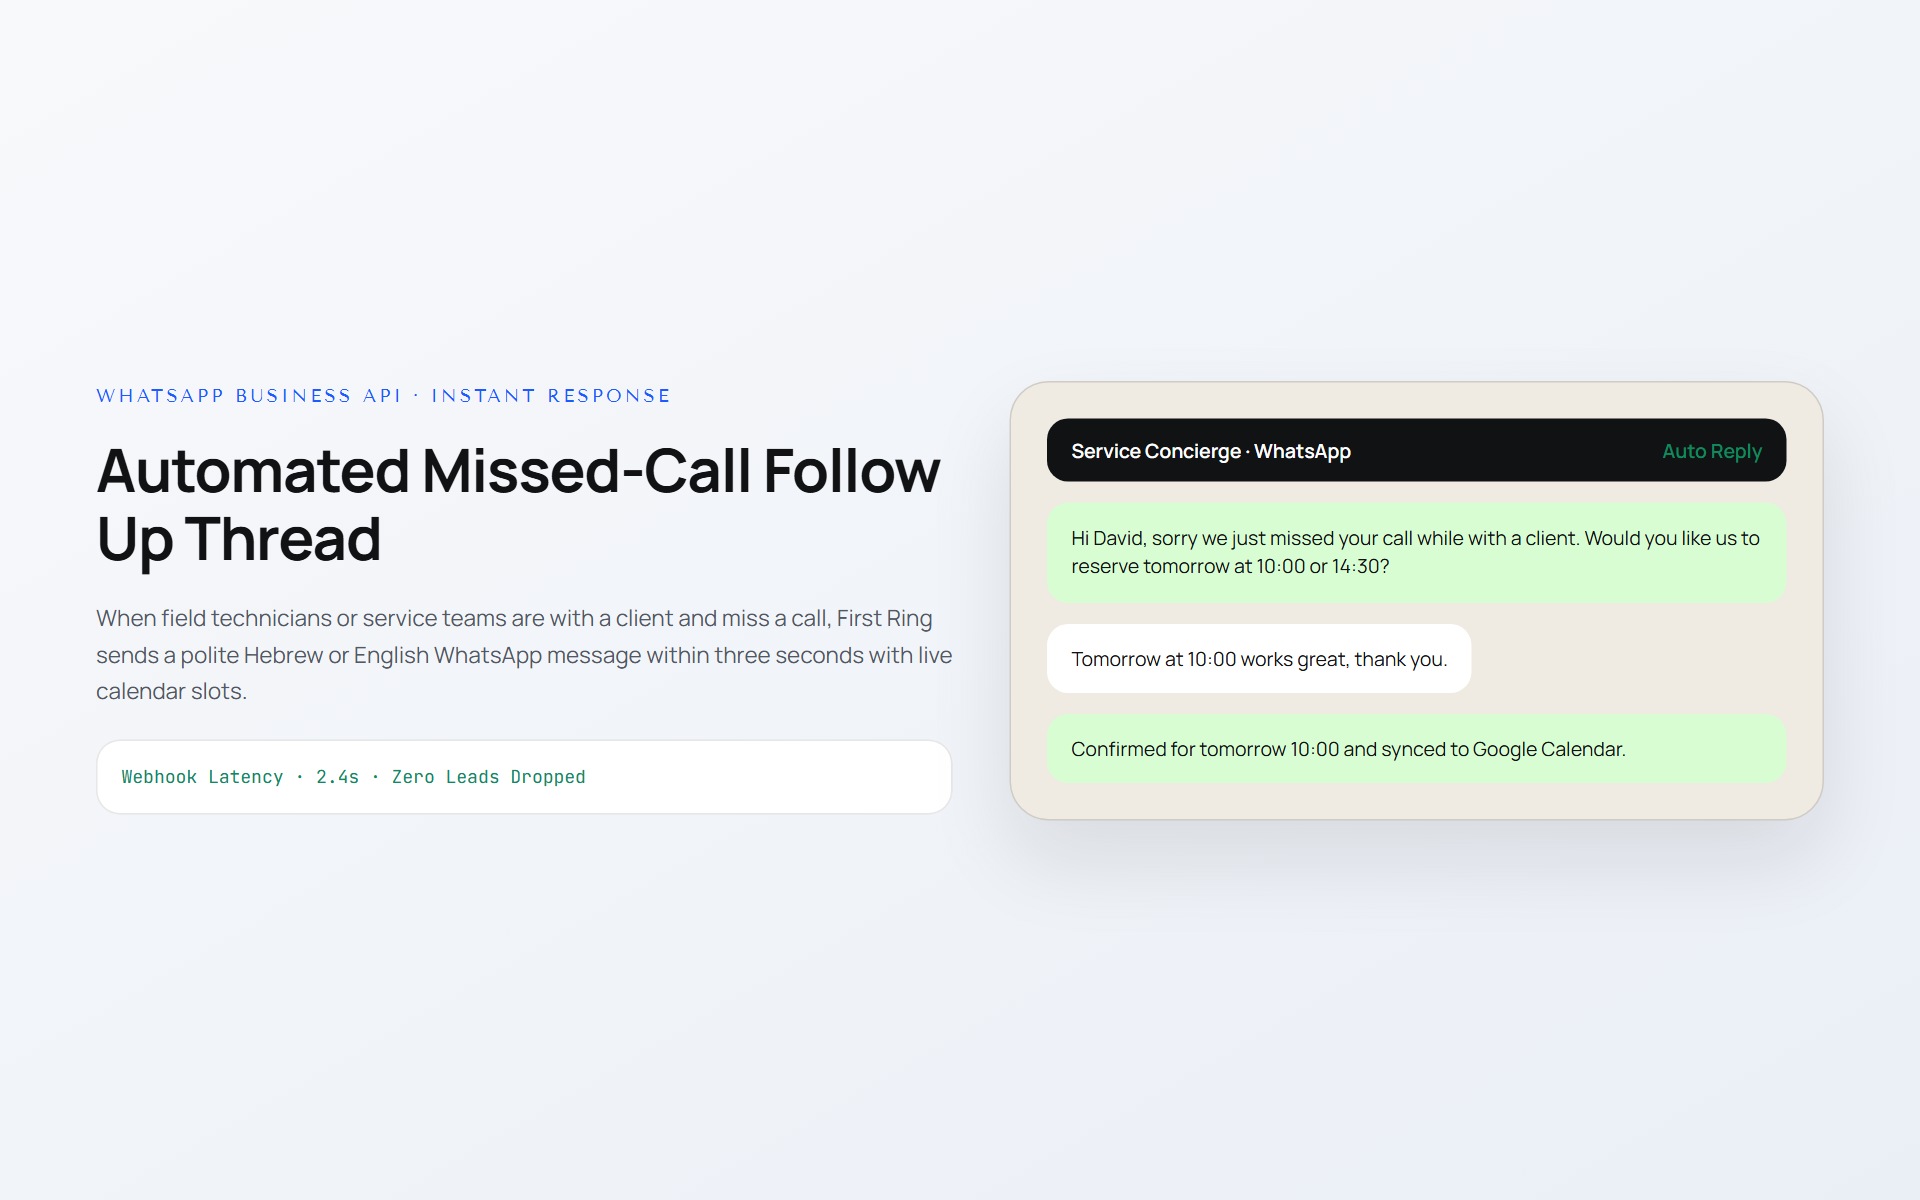 WHATSAPP BUSINESS API · INSTANT RESPONSE
Automated Missed-Call Follow
Up Thread
When field technicians or service teams are with a client and miss a call, First Ring
sends a polite Hebrew or English WhatsApp message within three seconds with live
calendar slots.
Webhook Latency · 2.4s · Zero Leads Dropped
Service Concierge · WhatsApp
Auto Reply
Hi David, sorry we just missed your call while with a client. Would you like us to
reserve tomorrow at 10:00 or 14:30?
Tomorrow at 10:00 works great, thank you.
Confirmed for tomorrow 10:00 and synced to Google Calendar.